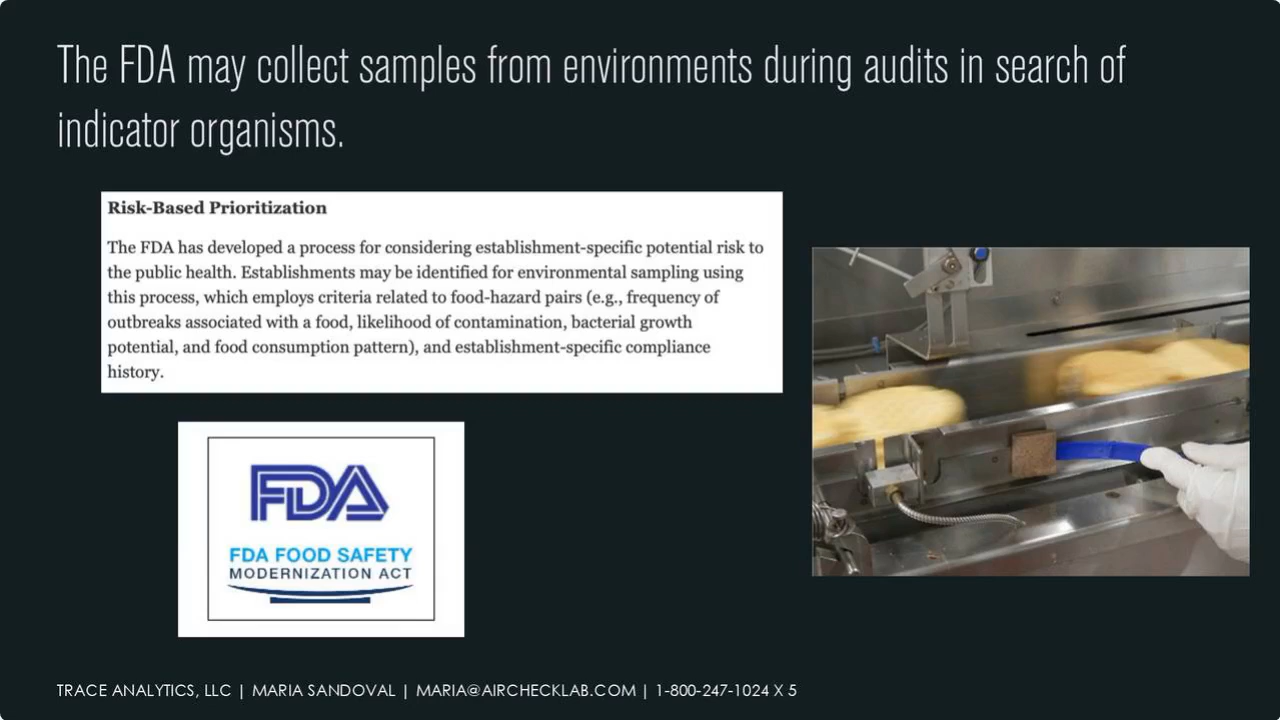 The FDA may collect samples from environments during audits in search of
indicator organisms.
Risk-Based Prioritization
The FDA has developed a process for considering establishment-specific potential risk to
the public health. Establishments may be identified for environmental sampling using
this process, which employs criteria related to food-hazard pairs (e.g., frequency of
outbreaks associated with a food, likelihood of contamination, bacterial growth
potential, and food consumption pattern), and establishment-specific compliance
history.
FDA
FDA FOOD SAFETY
MODERNIZATION ACT
TRACE ANALYTICS, LLC | MARIA SANDOVAL | MARIA@AIRCHECKLAB.COM | 1-800-247-1024 X 5